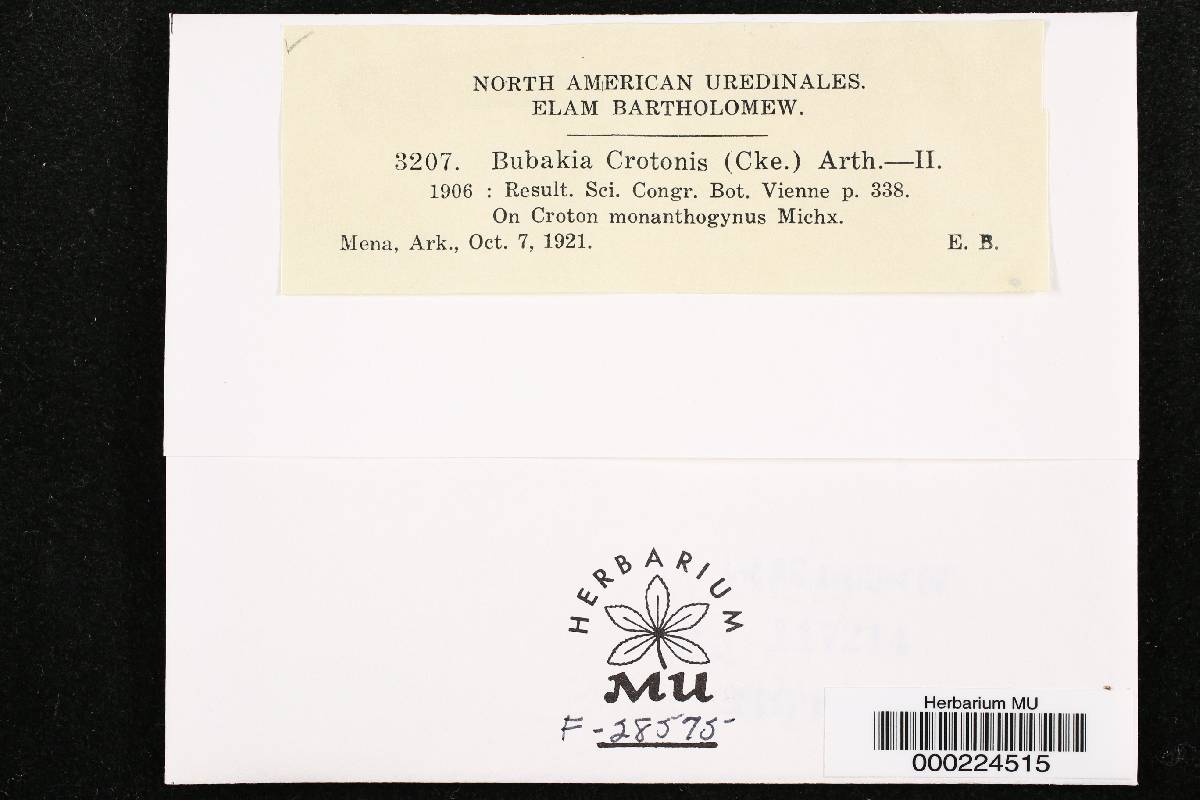 NORTH AMERICAN UREDINALES.
ELAM BARTHOLOMEW.
3207. Bubakia Crotonis (Cke.) Arth.—II.
1906 : Result. Sci. Congr. Bot. Vienne p. 338.
On Croton monanthogynus Michx.
Mena, Ark., Oct. 7, 1921. E. B.
HERBARIUM
MU
F-28575
Herbarium MU
000224515